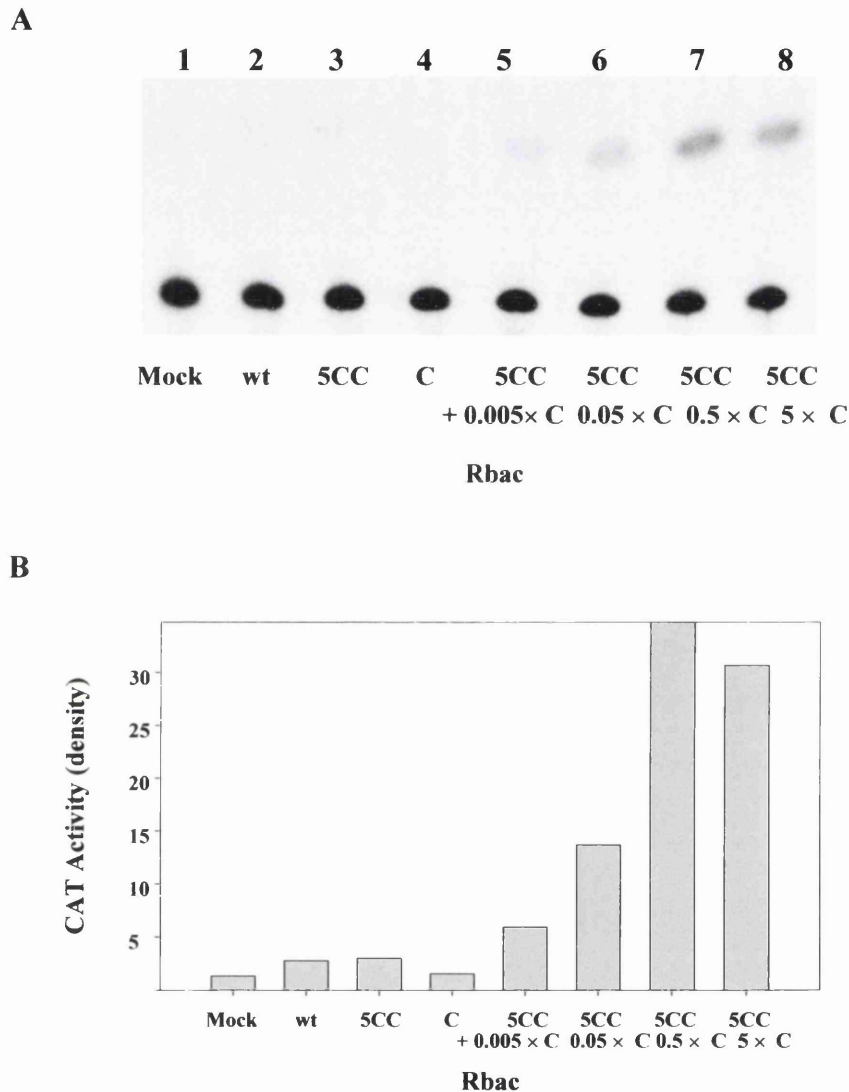 A
1 2 3 4 5 6 7 8
Mock wt 5CC C 5CC 5CC 5CC 5CC
+ 0.005× C 0.05 × C 0.5 × C 5 × C
Rbac
B
CAT Activity (density)
30
25
20
15
10
5
Mock wt 5CC C 5CC 5CC 5CC 5CC
+ 0.005 × C 0.05 × C 0.5 × C 5 × C
Rbac